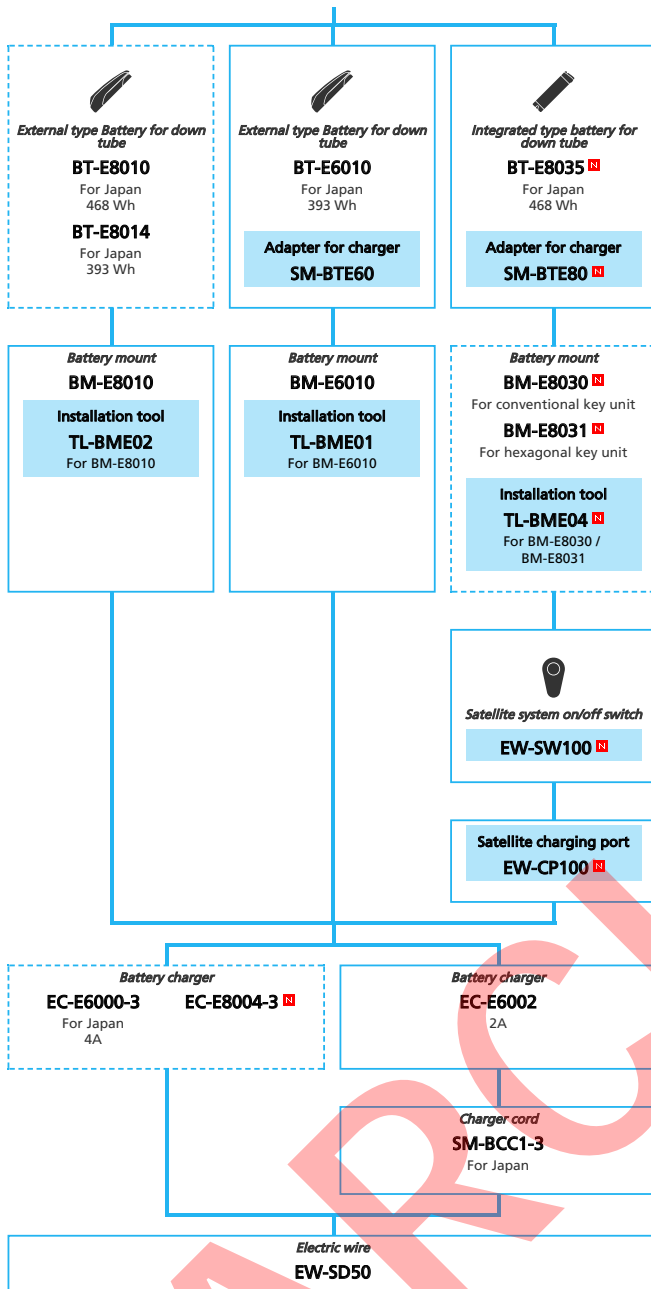 External type Battery for down
tube
BT-E8010
For Japan
468 Wh
BT-E8014
For Japan
393 Wh
External type Battery for down
tube
BT-E6010
For Japan
393 Wh
Adapter for charger
SM-BTE60
Integrated type battery for
down tube
BT-E8035 N
For Japan
468 Wh
Adapter for charger
SM-BTE80 N
Battery mount
BM-E8010
Installation tool
TL-BME02
For BM-E8010
Battery mount
BM-E6010
Installation tool
TL-BME01
For BM-E6010
Battery mount
BM-E8030 N
For conventional key unit
BM-E8031 N
For hexagonal key unit
Installation tool
TL-BME04 N
For BM-E8030 /
BM-E8031
Satellite system on/off switch
EW-SW100 N
Satellite charging port
EW-CP100 N
Battery charger
EC-E6000-3
For Japan
4A
EC-E8004-3 N
Battery charger
EC-E6002
2A
Charger cord
SM-BCC1-3
For Japan
Electric wire
EW-SD50